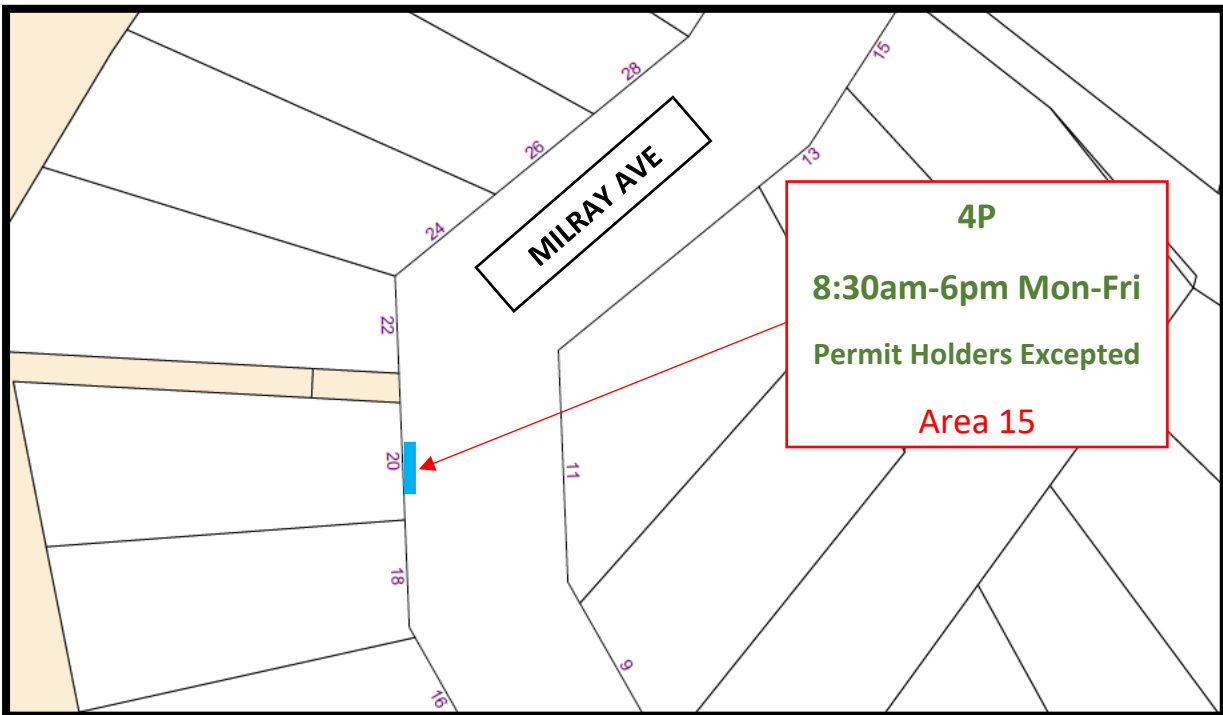 28
15
26
13
MILRAY AVE
24
22
20
18
16
11
9
4P
8:30am-6pm Mon-Fri
Permit Holders Excepted
Area 15